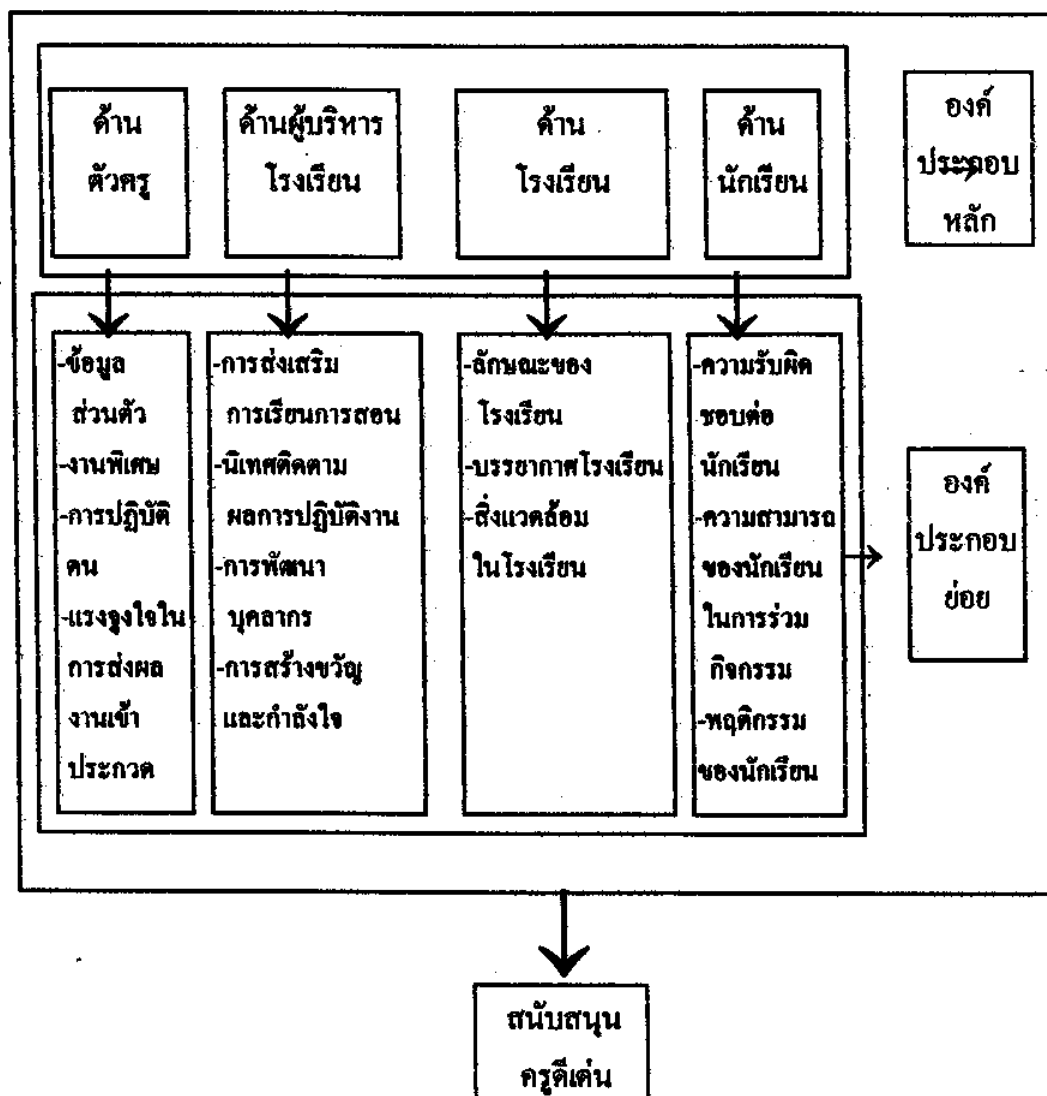 ด้าน
ตัวครู
ด้านผู้บริหาร
โรงเรียน
ด้าน
โรงเรียน
ด้าน
นักเรียน
องค์
ประกอบ
หลัก
-ข้อมูล
ส่วนตัว
-งานพิเศษ
-การปฏิบัติ
ตน
-แรงจูงใจใน
การส่งผล
งานเข้า
ประกวด
-การส่งเสริม
การเรียนการสอน
-นิเทศติดตาม
ผลการปฏิบัติงาน
-การพัฒนา
บุคลากร
-การสร้างขวัญ
และกำลังใจ
-ลักษณะของ
โรงเรียน
-บรรยากาศโรงเรียน
-สิ่งแวดล้อม
ในโรงเรียน
-ความรับผิด
ชอบต่อ
นักเรียน
-ความสามารถ
ของนักเรียน
ในการร่วม
กิจกรรม
-พฤติกรรม
ของนักเรียน
องค์
ประกอบ
ย่อย
สนับสนุน
ครูดีเด่น